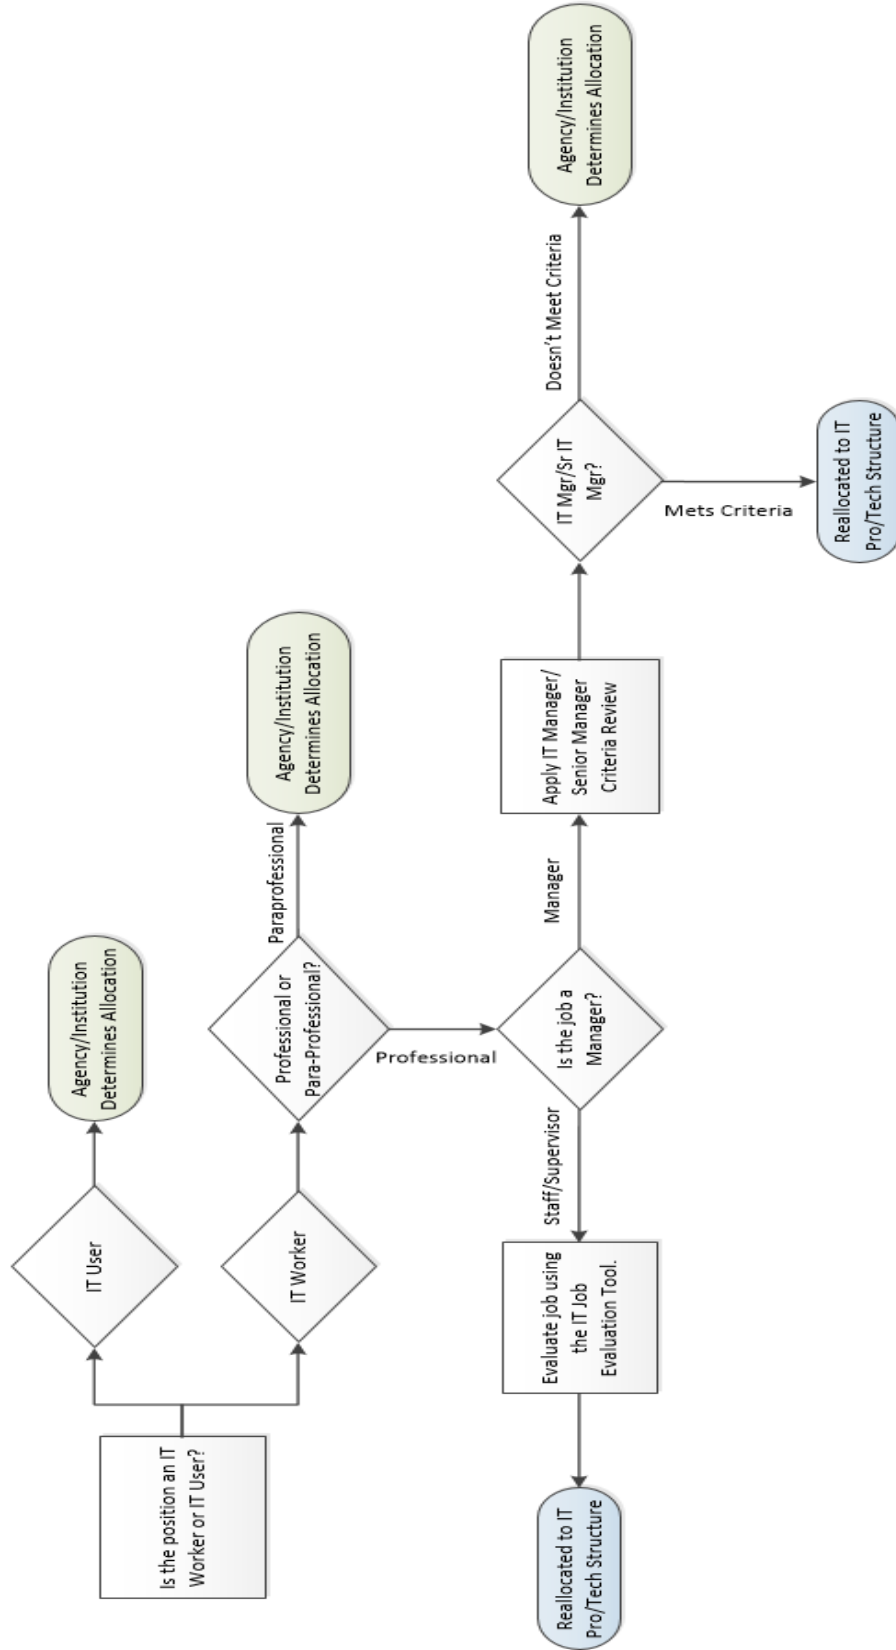 Is the position an IT
Worker or IT User?
IT User
Agency/Institution
Determines Allocation
IT Worker
Professional or
Para-Professional?
Paraprofessional
Agency/Institution
Determines Allocation
Professional
Is the job a
Manager?
Staff/Supervisor
Evaluate job using
the IT Job
Evaluation Tool.
Reallocated to IT
Pro/Tech Structure
Manager
Apply IT Manager/
Senior Manager
Criteria Review
IT Mgr/Sr IT
Mgr?
Doesn't Meet Criteria
Agency/Institution
Determines Allocation
Mets Criteria
Reallocated to IT
Pro/Tech Structure